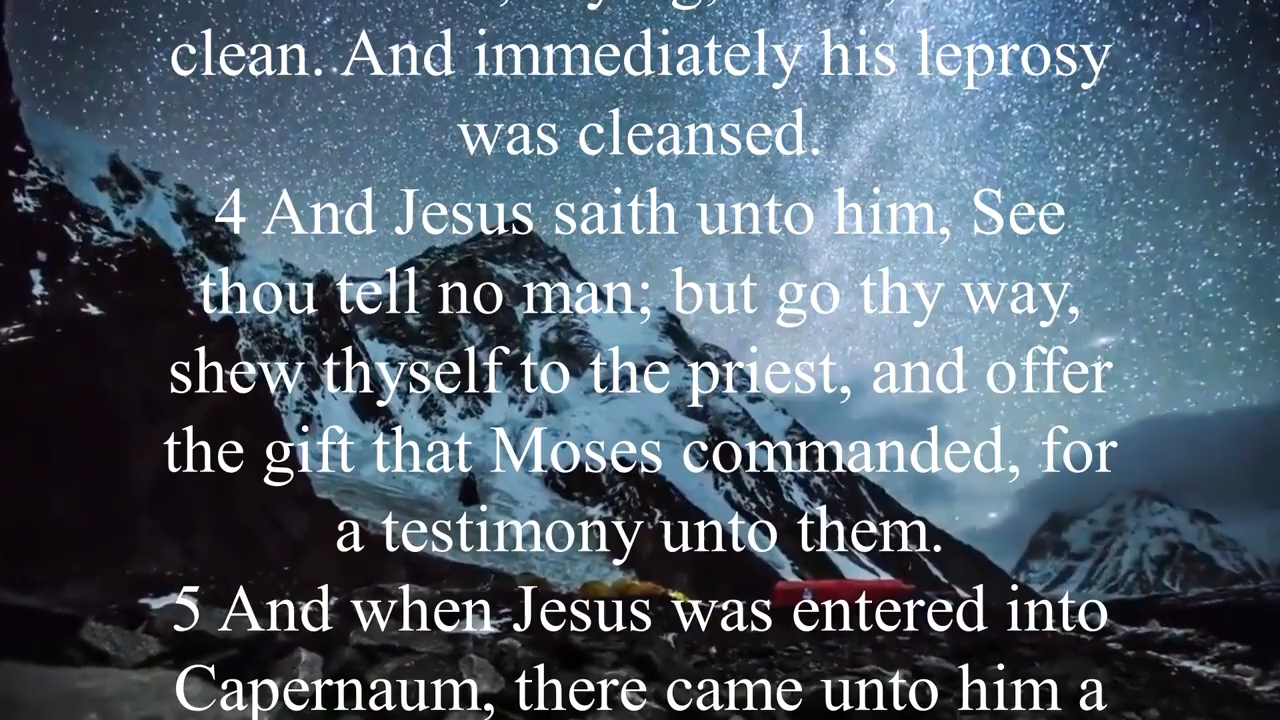 clean. And immediately his leprosy
was cleansed.
4 And Jesus saith unto him, See
thou tell no man; but go thy way,
shew thyself to the priest, and offer
the gift that Moses commanded, for
a testimony unto them.
5 And when Jesus was entered into
Capernaum, there came unto him a